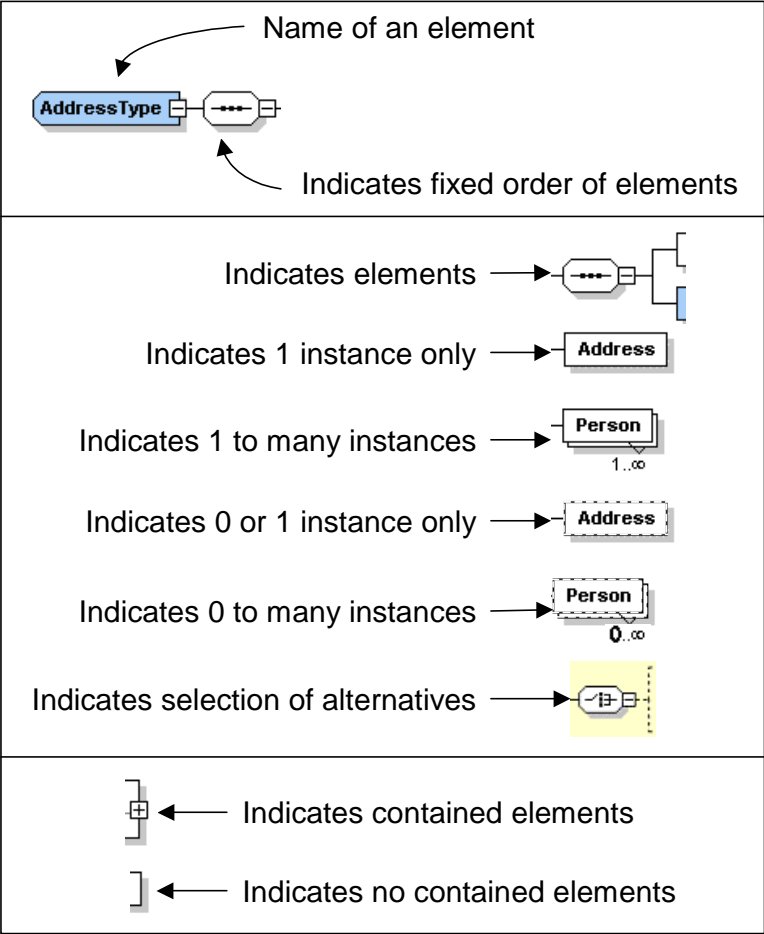 Name of an element
AddressType
Indicates fixed order of elements
Indicates elements
Indicates 1 instance only
Address
Indicates 1 to many instances
Person
1..∞
Indicates 0 or 1 instance only
Address
Indicates 0 to many instances
Person
0..∞
Indicates selection of alternatives
Indicates contained elements
Indicates no contained elements